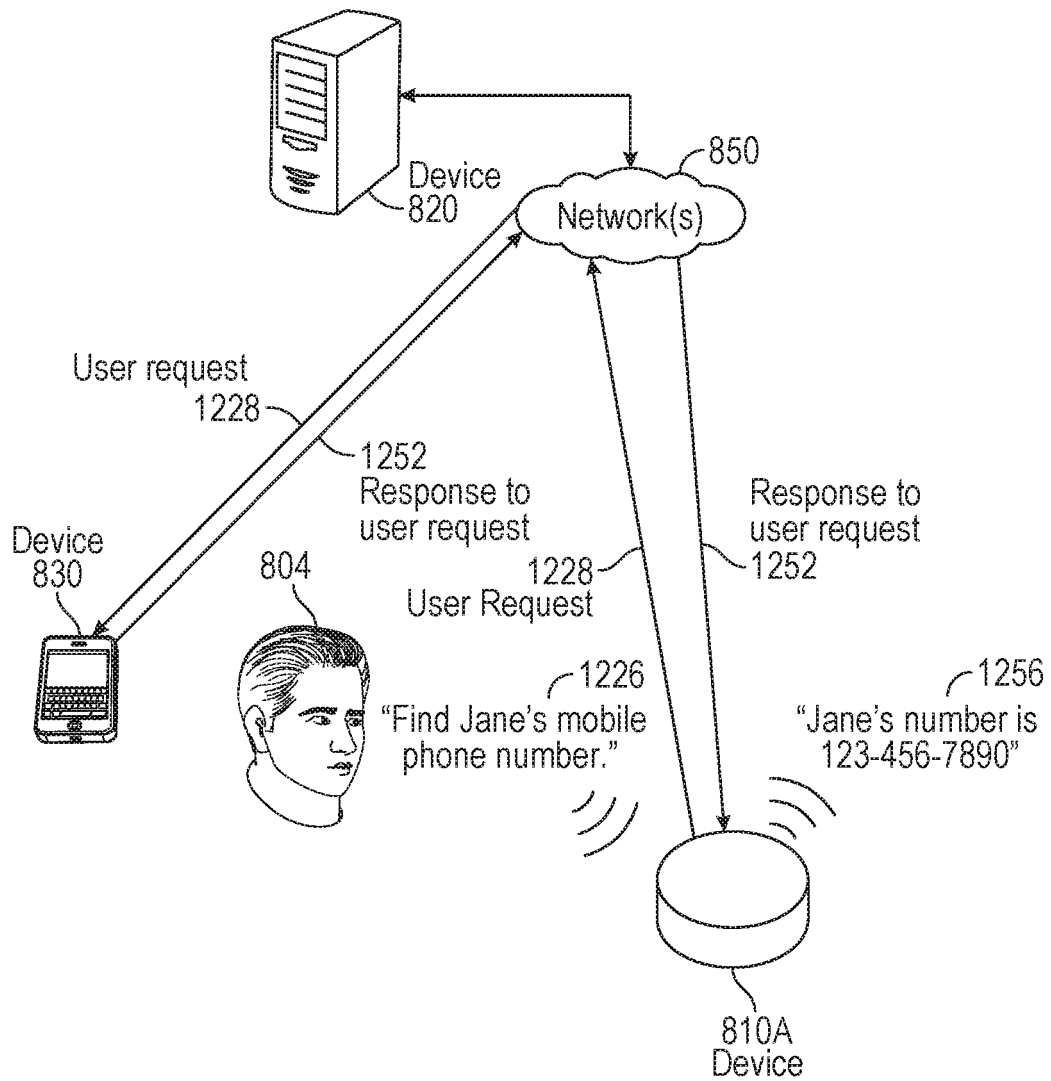 Device
820
850
Network(s)
User request
1228
1252
Response to
user request
Response to
user request
1252
1228
User Request
Device
830
804
1226
"Find Jane's mobile
phone number."
1256
"Jane's number is
123-456-7890"
810A
Device